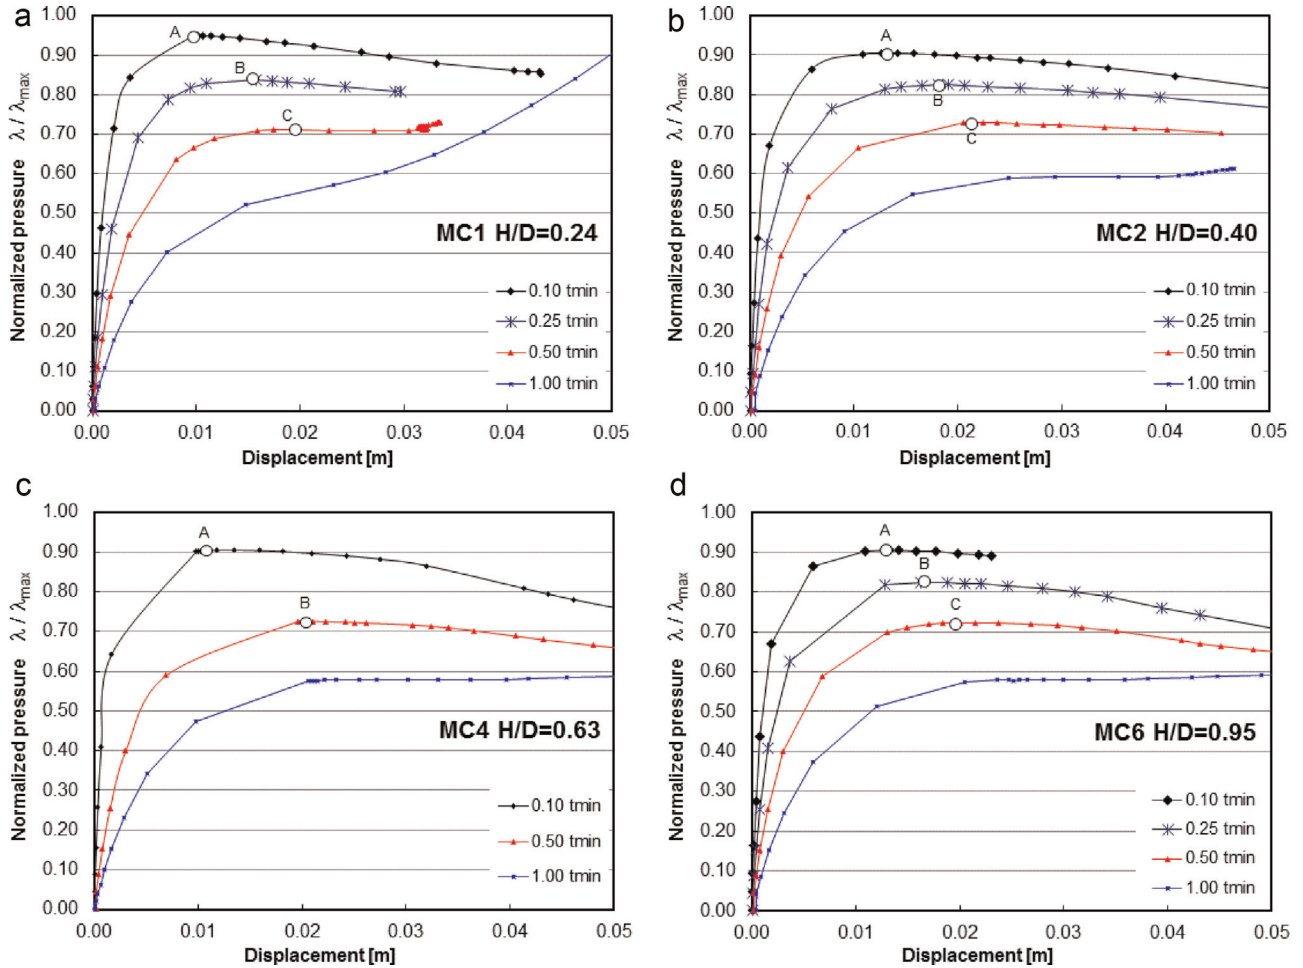 a
Normalized pressure λ / λmax
1.00
0.90
0.80
0.70
0.60
0.50
0.40
0.30
0.20
0.10
0.00
A
B
C
MC1 H/D=0.24
0.10 tmin
0.25 tmin
0.50 tmin
1.00 tmin
0.00 0.01 0.02 0.03 0.04 0.05
Displacement [m]
b
Normalized pressure λ / λmax
1.00
0.90
0.80
0.70
0.60
0.50
0.40
0.30
0.20
0.10
0.00
A
B
C
MC2 H/D=0.40
0.10 tmin
0.25 tmin
0.50 tmin
1.00 tmin
0.00 0.01 0.02 0.03 0.04 0.05
Displacement [m]
c
Normalized pressure λ / λmax
1.00
0.90
0.80
0.70
0.60
0.50
0.40
0.30
0.20
0.10
0.00
A
B
MC4 H/D=0.63
0.10 tmin
0.50 tmin
1.00 tmin
0.00 0.01 0.02 0.03 0.04 0.05
Displacement [m]
d
Normalized pressure λ / λmax
1.00
0.90
0.80
0.70
0.60
0.50
0.40
0.30
0.20
0.10
0.00
A
B
C
MC6 H/D=0.95
0.10 tmin
0.25 tmin
0.50 tmin
1.00 tmin
0.00 0.01 0.02 0.03 0.04 0.05
Displacement [m]